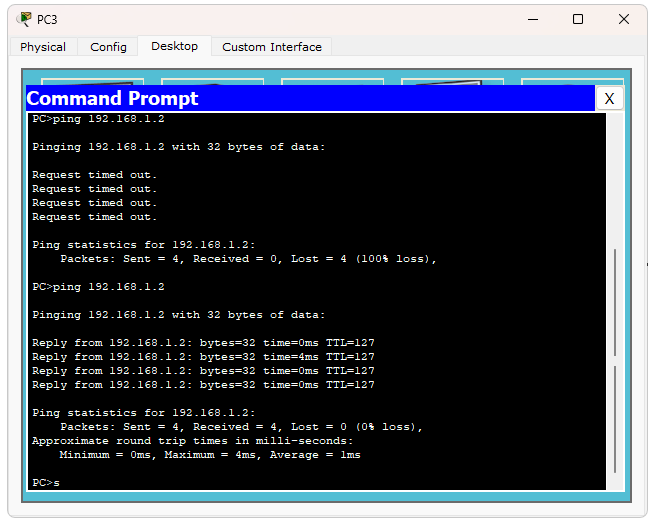 PC3
Physical Config Desktop Custom Interface
Command Prompt X
PC>ping 192.168.1.2
Pinging 192.168.1.2 with 32 bytes of data:
Request timed out.
Request timed out.
Request timed out.
Request timed out.
Ping statistics for 192.168.1.2:
Packets: Sent = 4, Received = 0, Lost = 4 (100% loss),
PC>ping 192.168.1.2
Pinging 192.168.1.2 with 32 bytes of data:
Reply from 192.168.1.2: bytes=32 time=0ms TTL=127
Reply from 192.168.1.2: bytes=32 time=4ms TTL=127
Reply from 192.168.1.2: bytes=32 time=0ms TTL=127
Reply from 192.168.1.2: bytes=32 time=0ms TTL=127
Ping statistics for 192.168.1.2:
Packets: Sent = 4, Received = 4, Lost = 0 (0% loss),
Approximate round trip times in milli-seconds:
Minimum = 0ms, Maximum = 4ms, Average = 1ms
PC>s